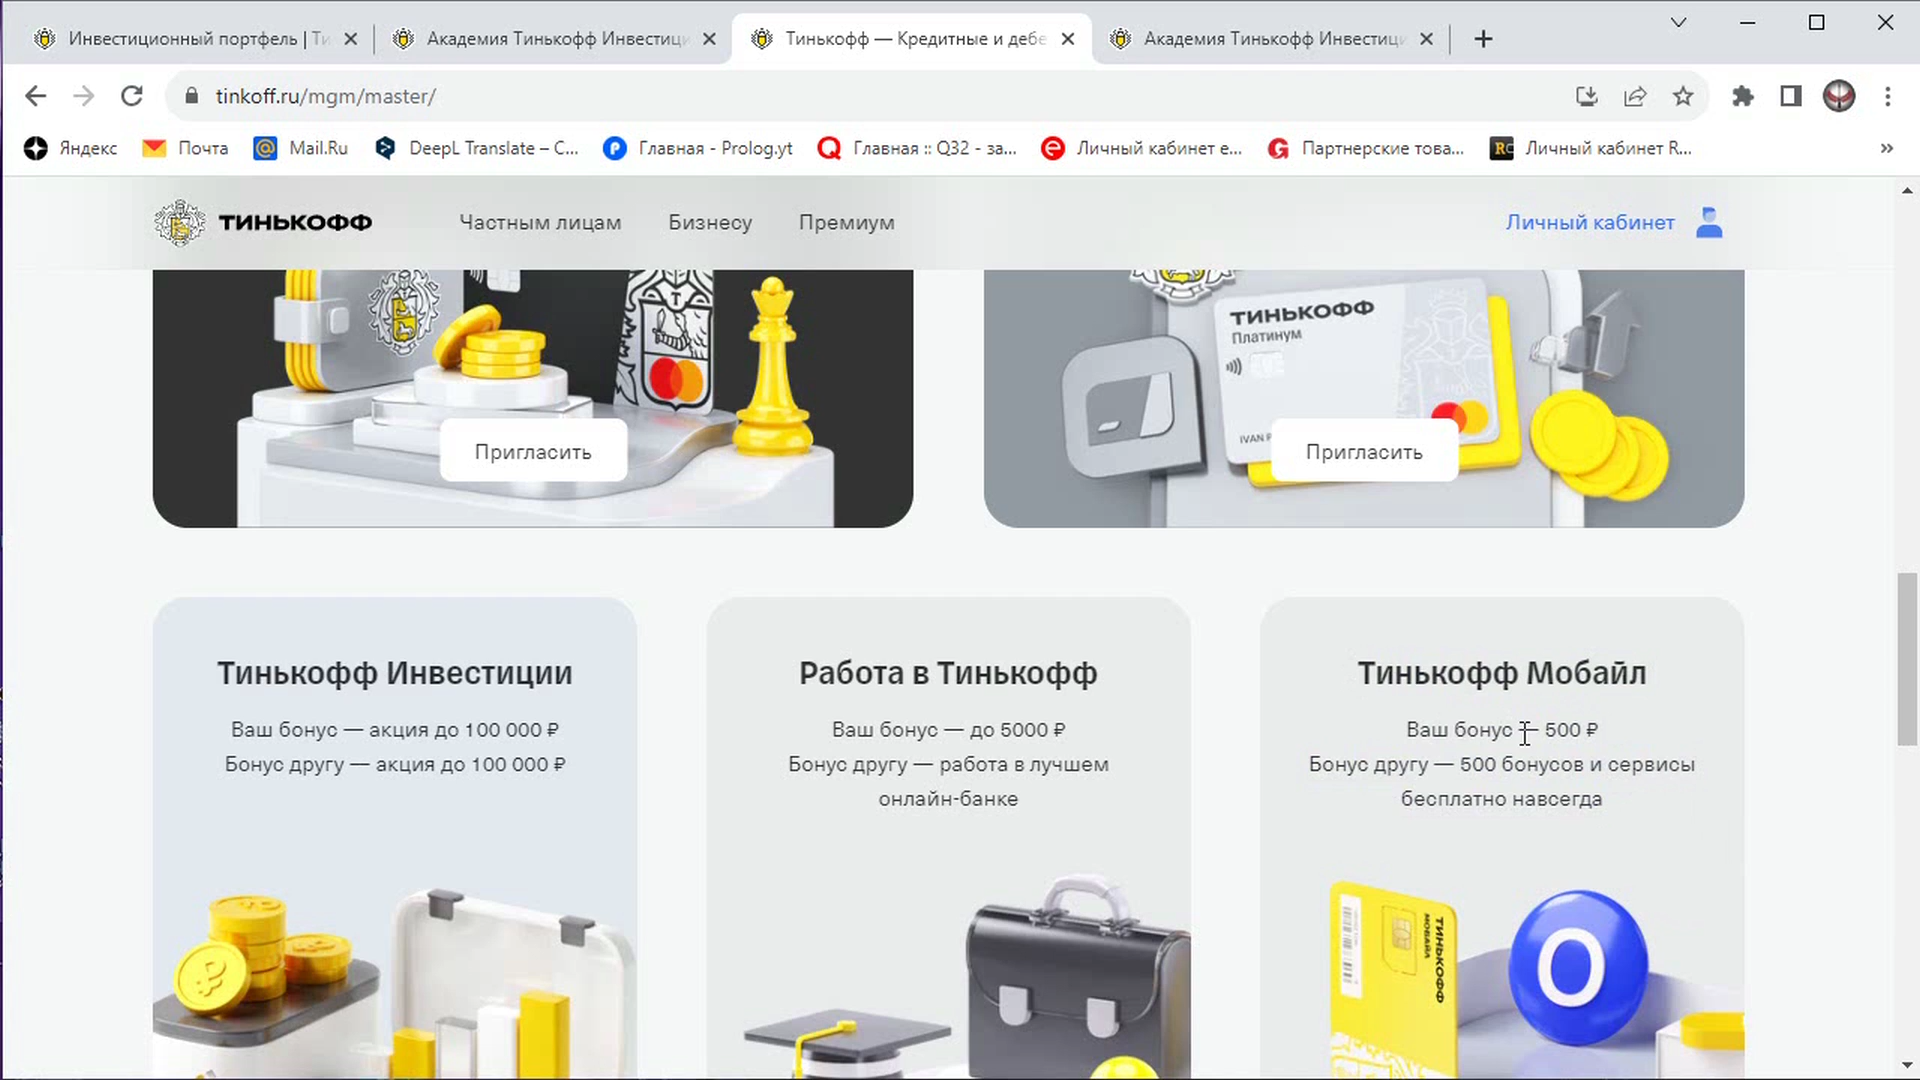 Инвестиционный портфель | Ти
Академия Тинькофф Инвестици
Тинькофф — Кредитные и дебе
Академия Тинькофф Инвестици
tinkoff.ru/mgm/master/
Яндекс
Почта
Mail.Ru
DeepL Translate – С...
Главная - Prolog.yt
Главная :: Q32 - за...
Личный кабинет е...
Партнерские това...
Личный кабинет R...
ТИНЬКОФФ
Частным лицам
Бизнесу
Премиум
Личный кабинет
ТИНЬКОФФ
Платинум
IVAN P
Пригласить
Пригласить
Тинькофф Инвестиции
Ваш бонус — акция до 100 000 ₽
Бонус другу — акция до 100 000 ₽
Работа в Тинькофф
Ваш бонус — до 5000 ₽
Бонус другу — работа в лучшем
онлайн-банке
Тинькофф Мобайл
Ваш бонус — 500 ₽
Бонус другу — 500 бонусов и сервисы
бесплатно навсегда
ТИНЬКОФФ
МОБАЙЛ